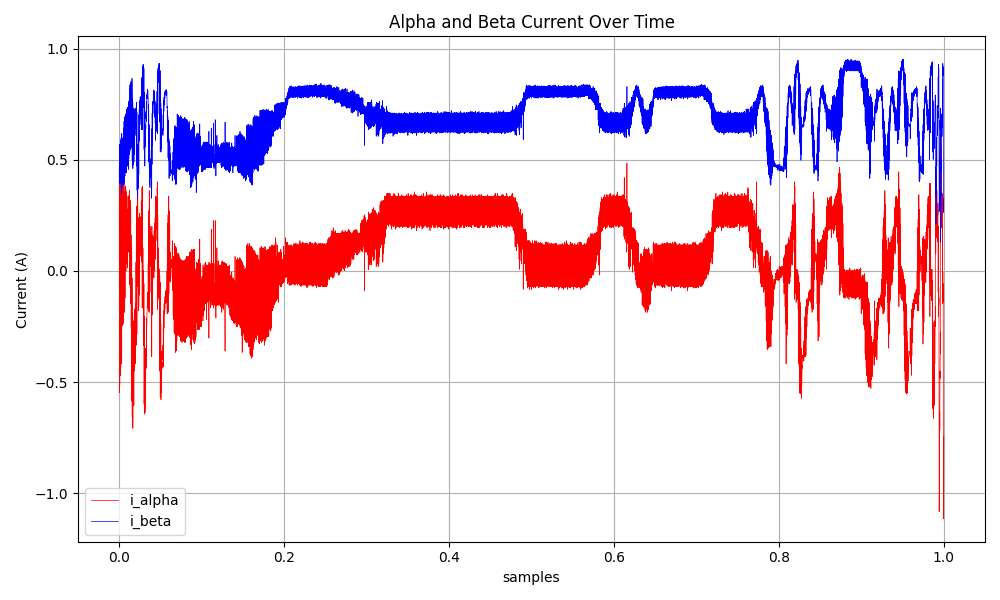 Alpha and Beta Current Over Time
Current (A)
1.0
0.5
0.0
−0.5
−1.0
i_alpha
i_beta
0.0 0.2 0.4 0.6 0.8 1.0
samples